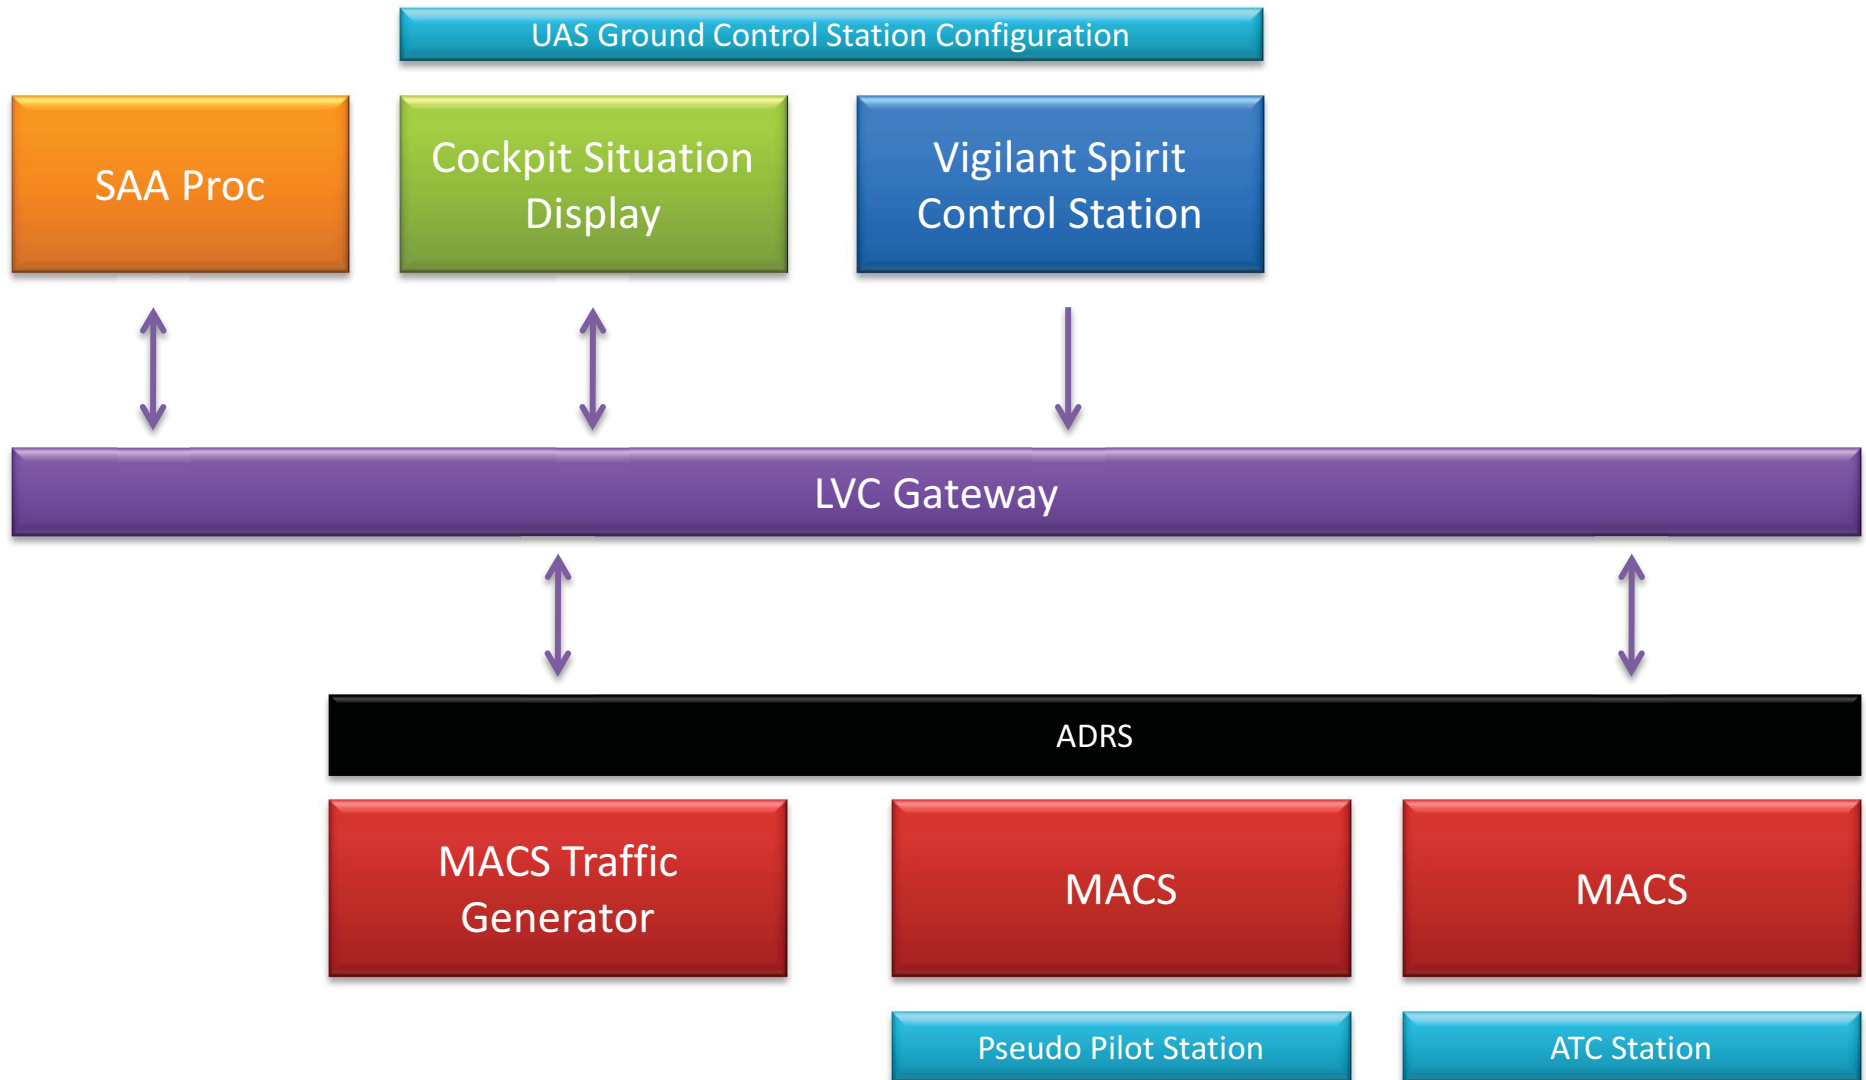 UAS Ground Control Station Configuration
SAA Proc
Cockpit Situation
Display
Vigilant Spirit
Control Station
LVC Gateway
ADRS
MACS Traffic
Generator
MACS
MACS
Pseudo Pilot Station
ATC Station